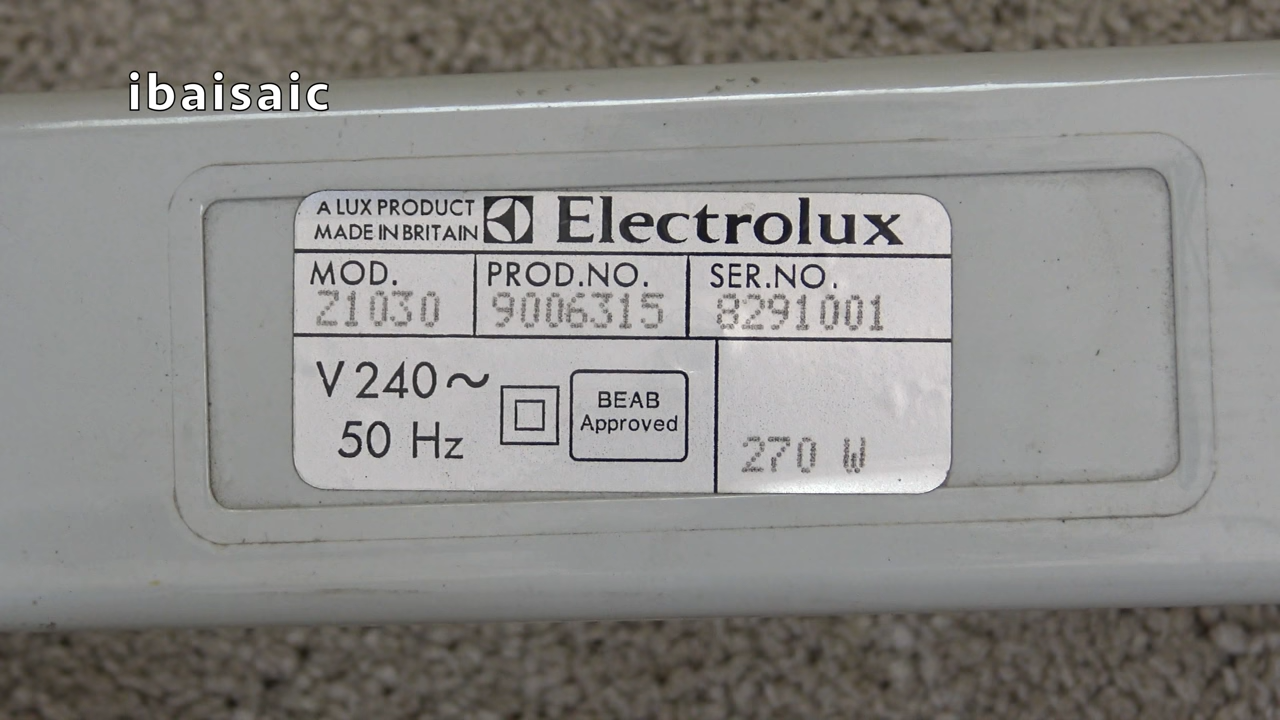 ibaisaic
A LUX PRODUCT
MADE IN BRITAIN
Electrolux
MOD. PROD.NO. SER.NO.
Z1030 9006315 8291001
V 240~
50 Hz
BEAB
Approved
270 W